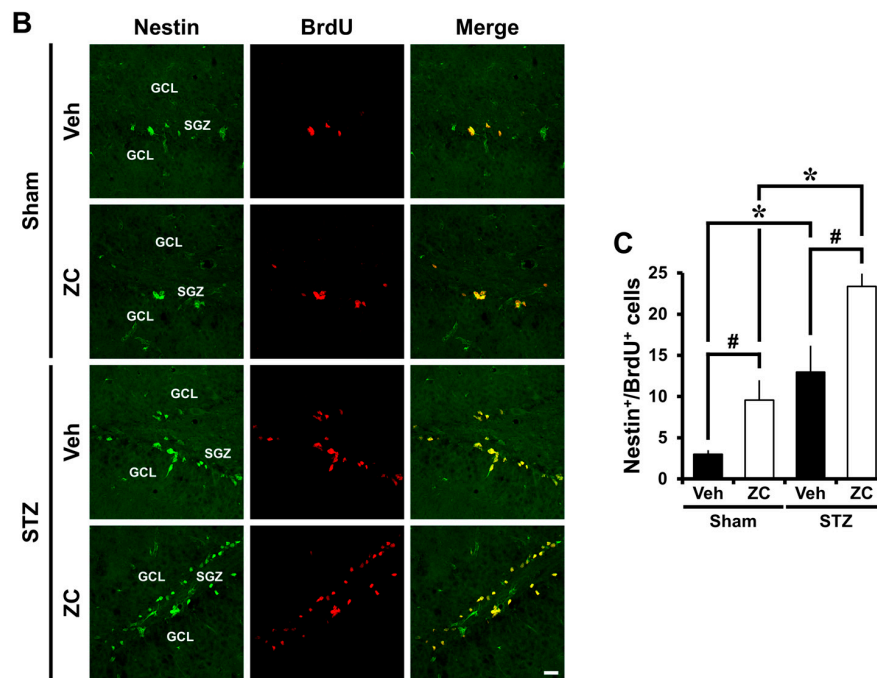 B
Nestin BrdU Merge
Sham
Veh
GCL
SGZ
GCL
ZC
GCL
SGZ
GCL
STZ
Veh
GCL
SGZ
GCL
ZC
GCL SGZ
GCL
C
*
*
#
#
Nestin⁺/BrdU⁺ cells
25
20
15
10
5
0
Veh ZC Veh ZC
Sham STZ